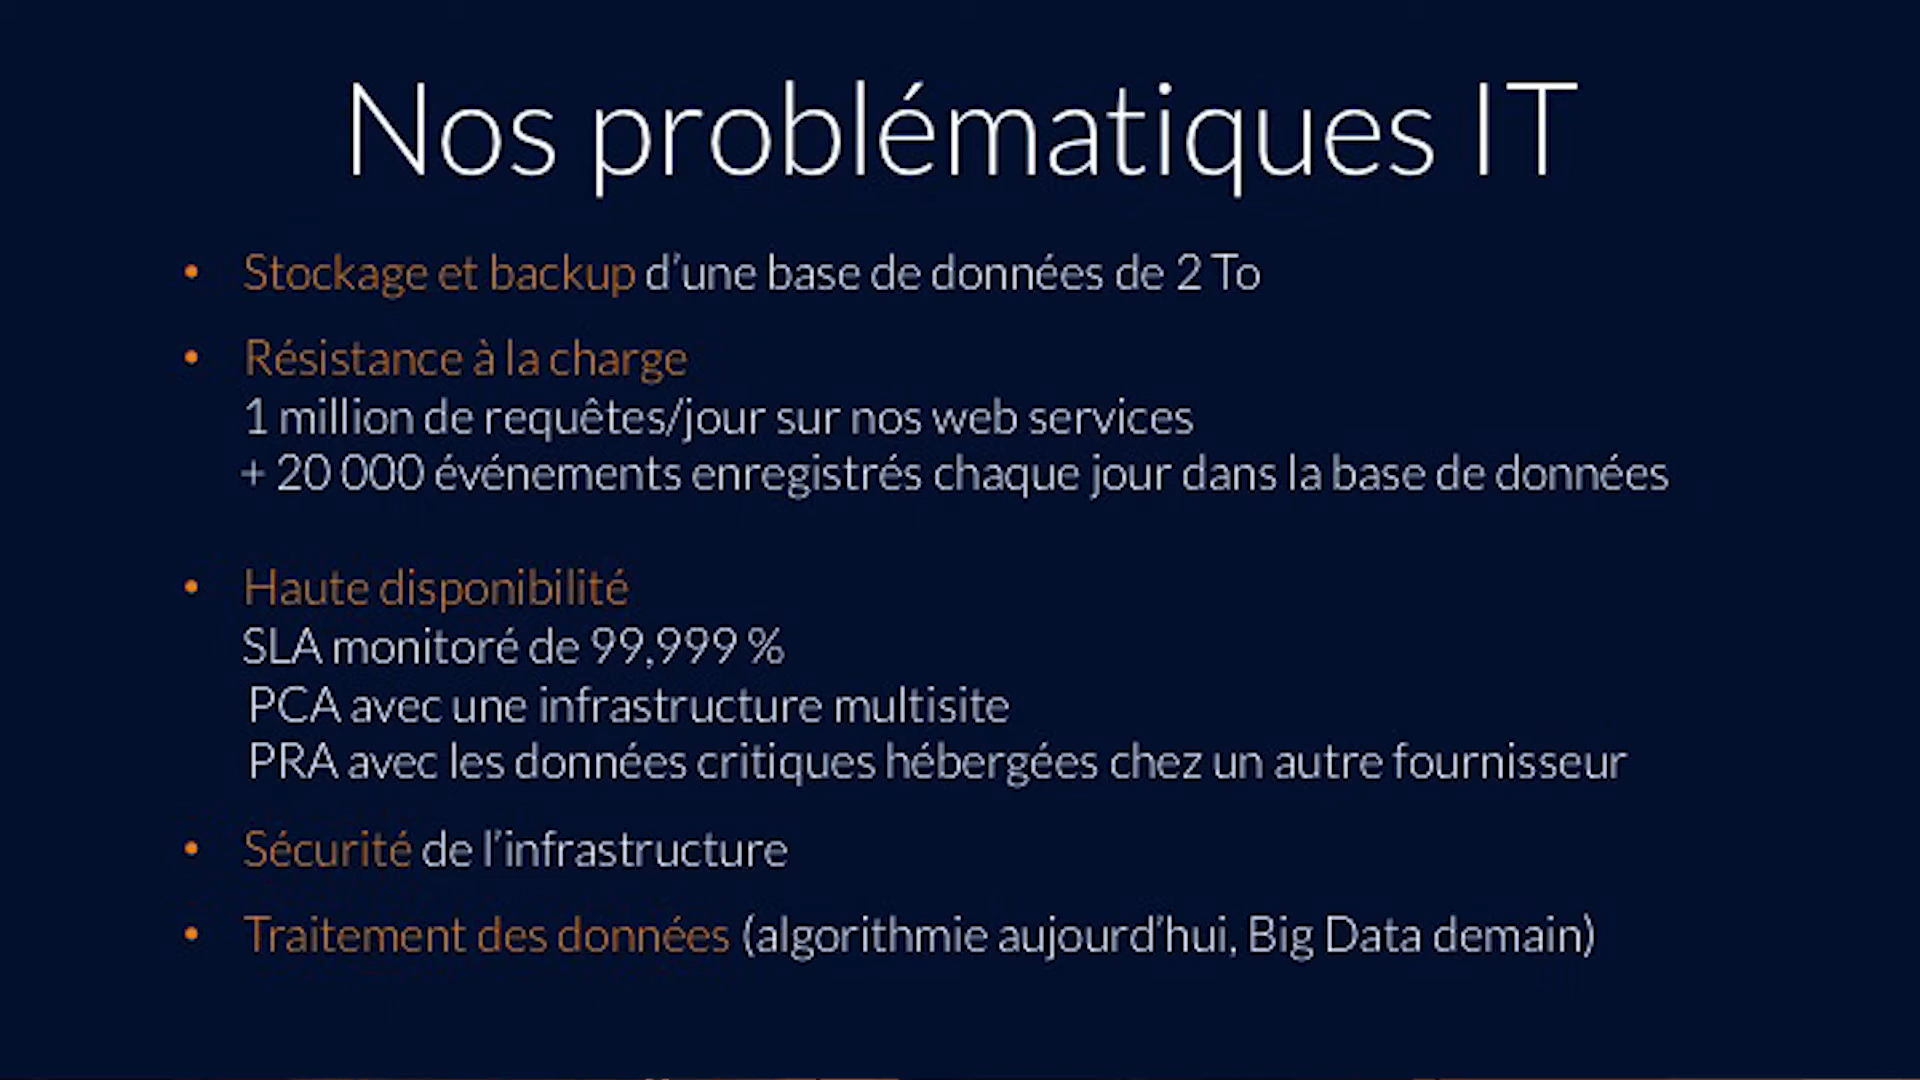 Nos problématiques IT
• Stockage et backup d'une base de données de 2 To
• Résistance à la charge
1 million de requêtes/jour sur nos web services
+ 20 000 événements enregistrés chaque jour dans la base de données
• Haute disponibilité
SLA monitoré de 99,999 %
PCA avec une infrastructure multisite
PRA avec les données critiques hébergées chez un autre fournisseur
• Sécurité de l'infrastructure
• Traitement des données (algorithmie aujourd'hui, Big Data demain)